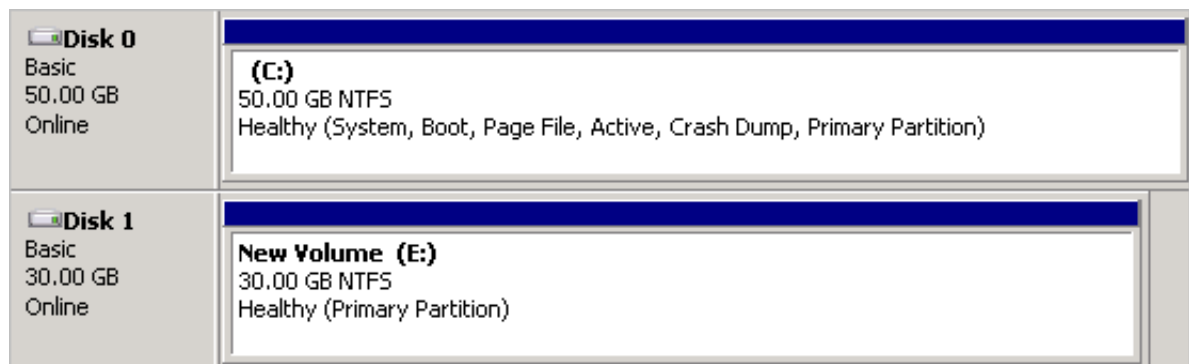 Disk 0
Basic
50.00 GB
Online
(C:)
50.00 GB NTFS
Healthy (System, Boot, Page File, Active, Crash Dump, Primary Partition)
Disk 1
Basic
30.00 GB
Online
New Volume (E:)
30.00 GB NTFS
Healthy (Primary Partition)